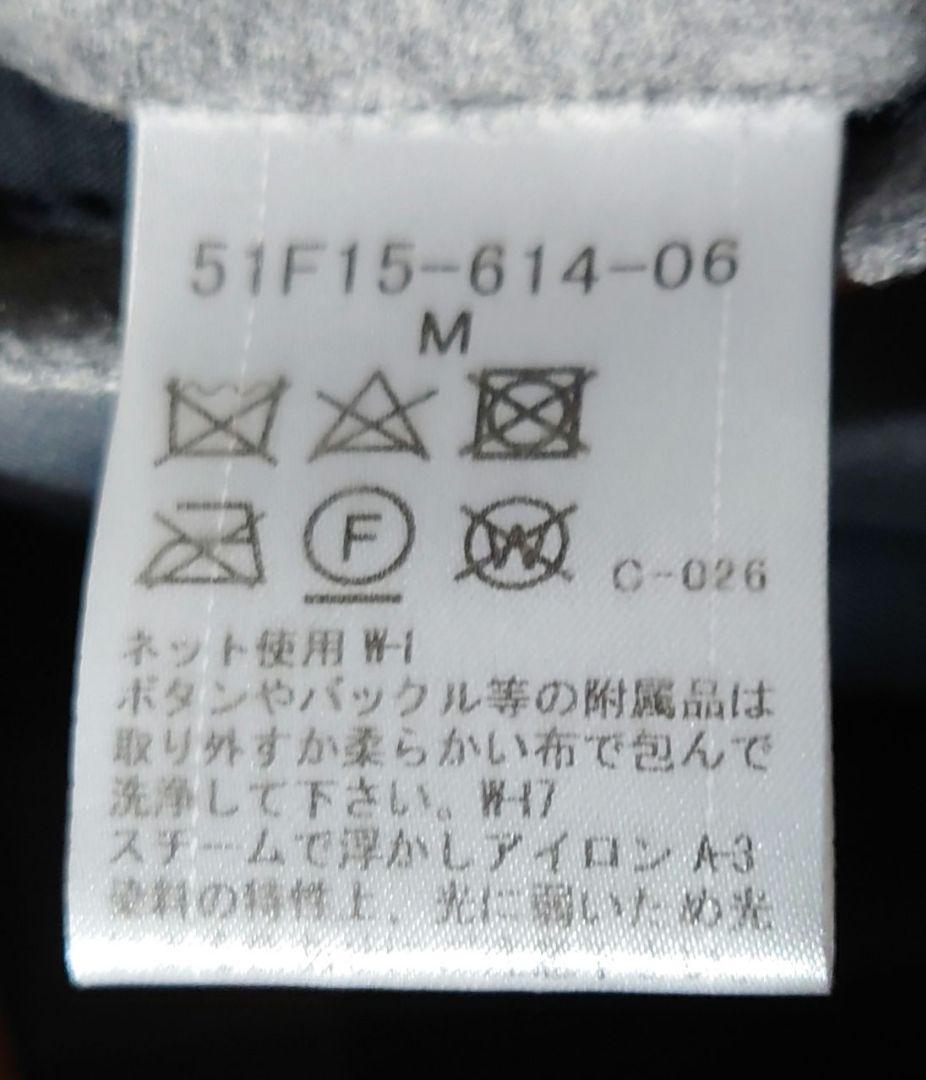 51F15-614-06
M
F W C-026
ネット使用 W-1
ボタンやバックル等の附属品は
取り外すか柔らかい布で包んで
洗浄して下さい。W-17
スチームで浮かしアイロン A-3
染料の特性上、光に弱いため光